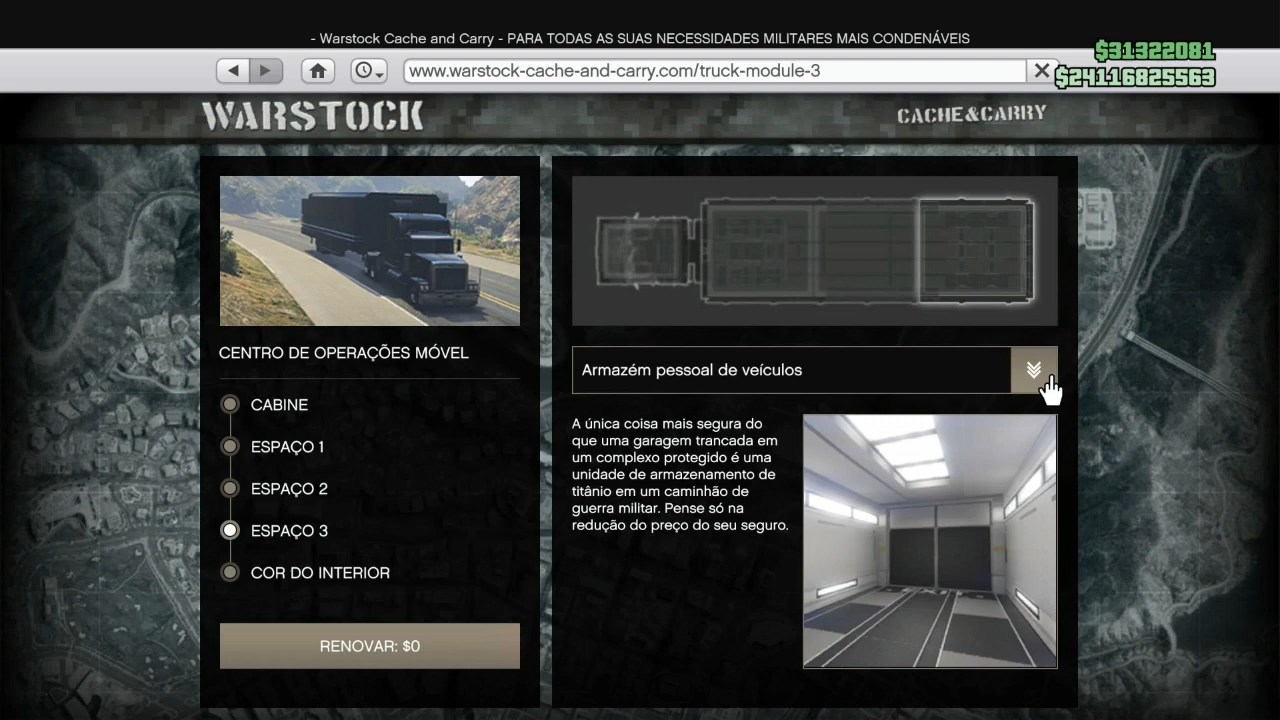 - Warstock Cache and Carry - PARA TODAS AS SUAS NECESSIDADES MILITARES MAIS CONDENÁVEIS
$31322081
www.warstock-cache-and-carry.com/truck-module-3
$24116825563
WARSTOCK
CACHE&CARRY
CENTRO DE OPERAÇÕES MÓVEL
CABINE
ESPAÇO 1
ESPAÇO 2
ESPAÇO 3
COR DO INTERIOR
RENOVAR: $0
Armazém pessoal de veículos
A única coisa mais segura do
que uma garagem trancada em
um complexo protegido é uma
unidade de armazenamento de
titânio em um caminhão de
guerra militar. Pense só na
redução do preço do seu seguro.